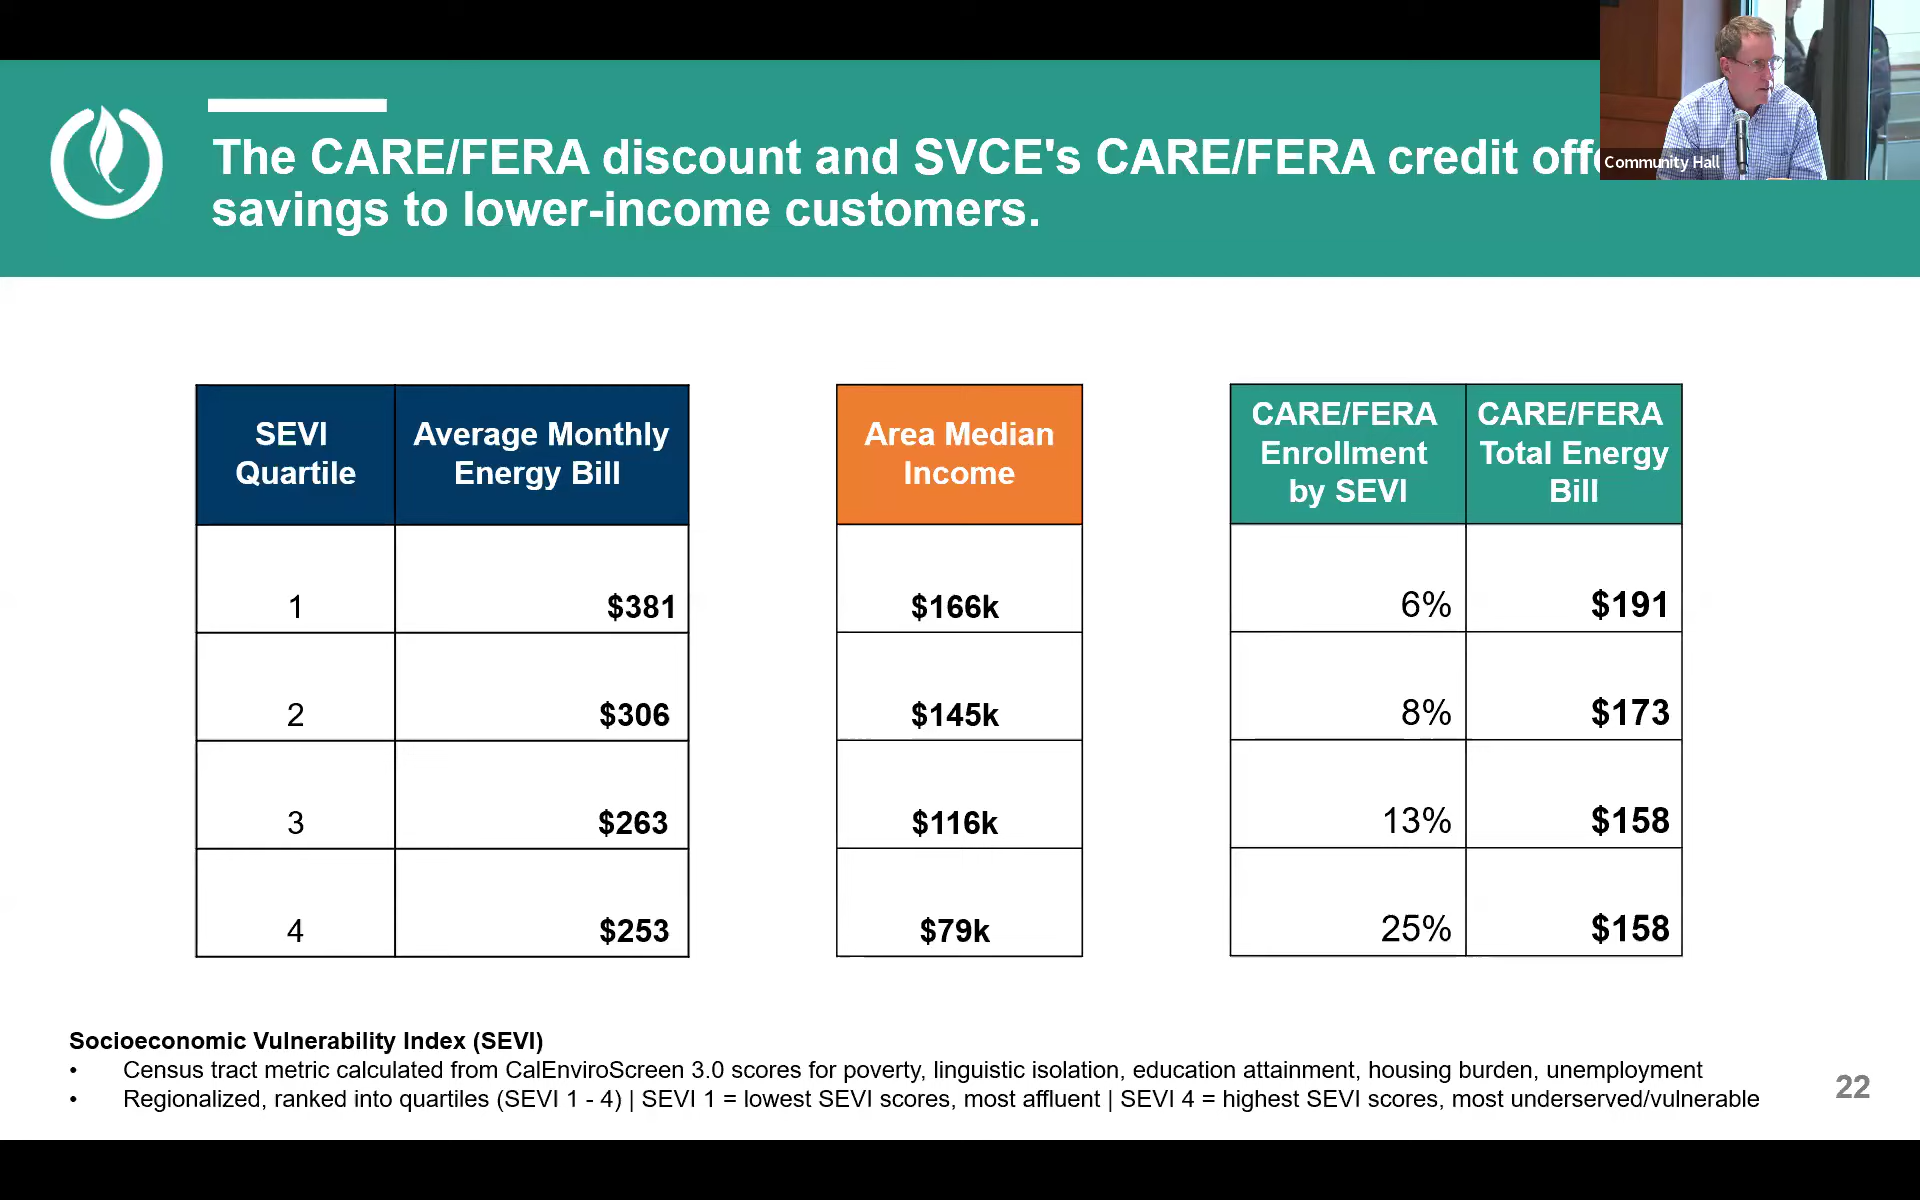 The CARE/FERA discount and SVCE's CARE/FERA credit
savings to lower-income customers.
Community Hall
SEVI Quartile | Average Monthly Energy Bill
1 | $381
2 | $306
3 | $263
4 | $253
Area Median Income
$166k
$145k
$116k
$79k
CARE/FERA Enrollment by SEVI | CARE/FERA Total Energy Bill
6% | $191
8% | $173
13% | $158
25% | $158
Socioeconomic Vulnerability Index (SEVI)
• Census tract metric calculated from CalEnviroScreen 3.0 scores for poverty, linguistic isolation, education attainment, housing burden, unemployment
• Regionalized, ranked into quartiles (SEVI 1 - 4) | SEVI 1 = lowest SEVI scores, most affluent | SEVI 4 = highest SEVI scores, most underserved/vulnerable
22